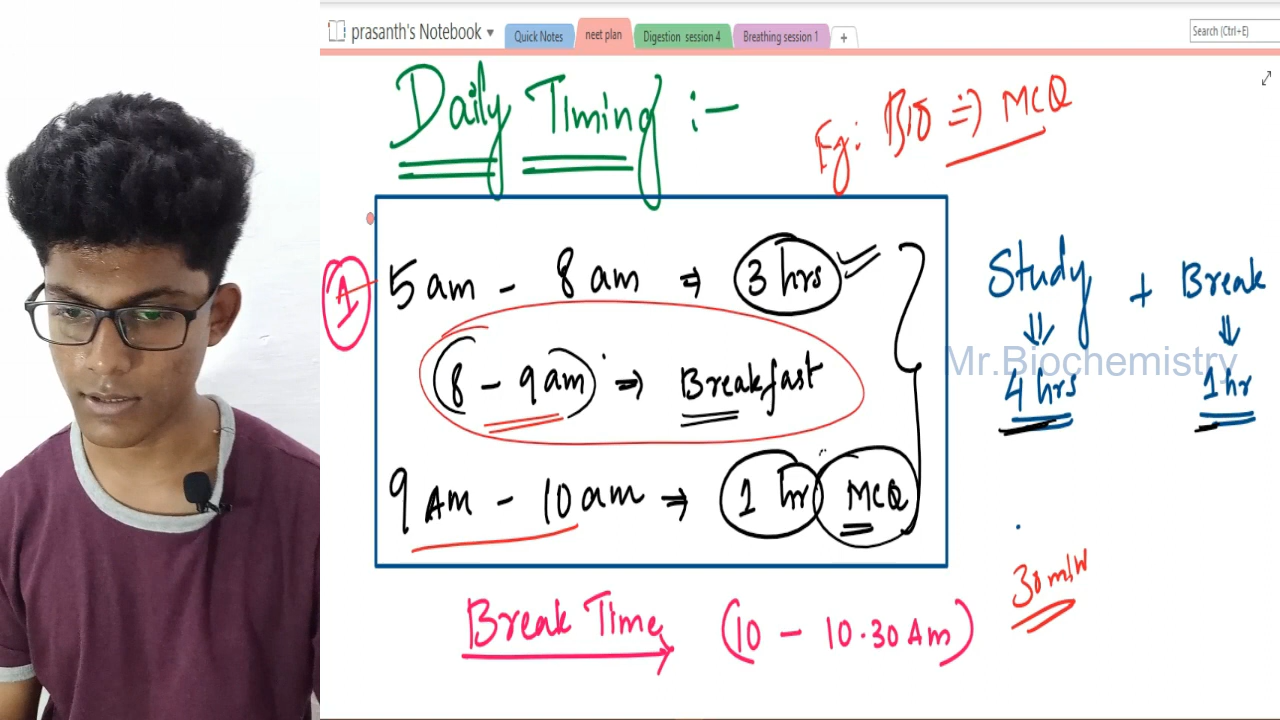 prasanth's Notebook
Quick Notes
neet plan
Digestion session 4
Breathing session 1
+
Search (Ctrl+E)
Daily Timing :-
Eg: BIO => MCQ
A
5 am - 8 am => 3 hrs
(8 - 9 am) => Breakfast
9 AM - 10 am => 1 hr MCQ
Study + Break
4 hrs 1 hr
Mr.Biochemistry
30 min
Break Time (10 - 10.30 Am)